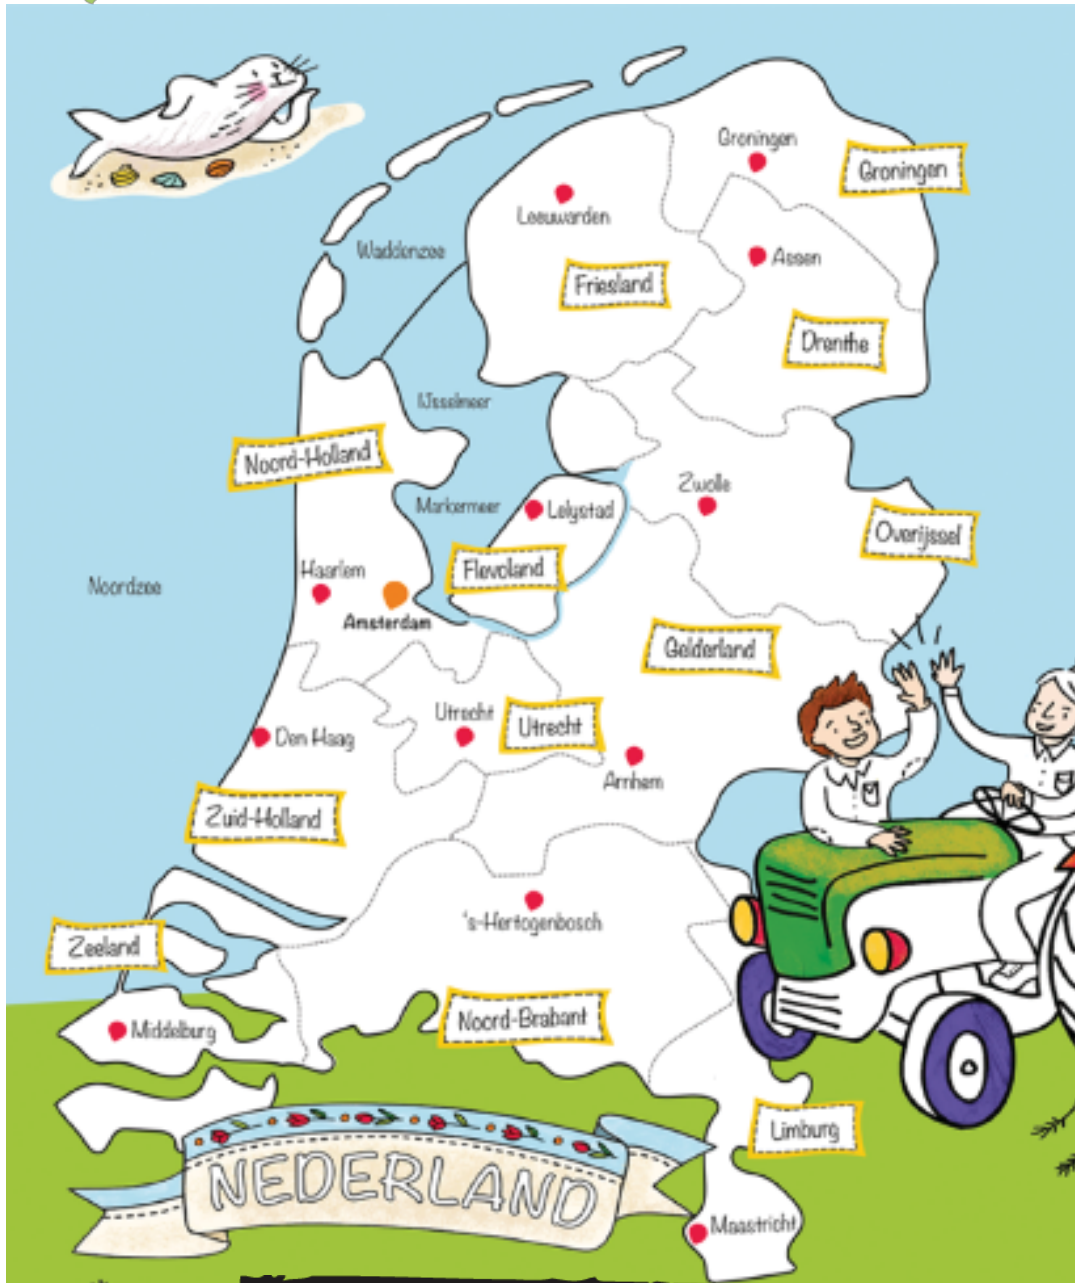 Groningen
Groningen
Leeuwarden
Waddenzee
Assen
Friesland
Drenthe
IJsselmeer
Noord-Holland
Zwolle
Markermeer
Lelystad
Overijssel
Flevoland
Haarlem
Noordzee
Amsterdam
Gelderland
Utrecht
Utrecht
Den Haag
Arnhem
Zuid-Holland
's-Hertogenbosch
Zeeland
Noord-Brabant
Middelburg
Limburg
NEDERLAND
Maastricht